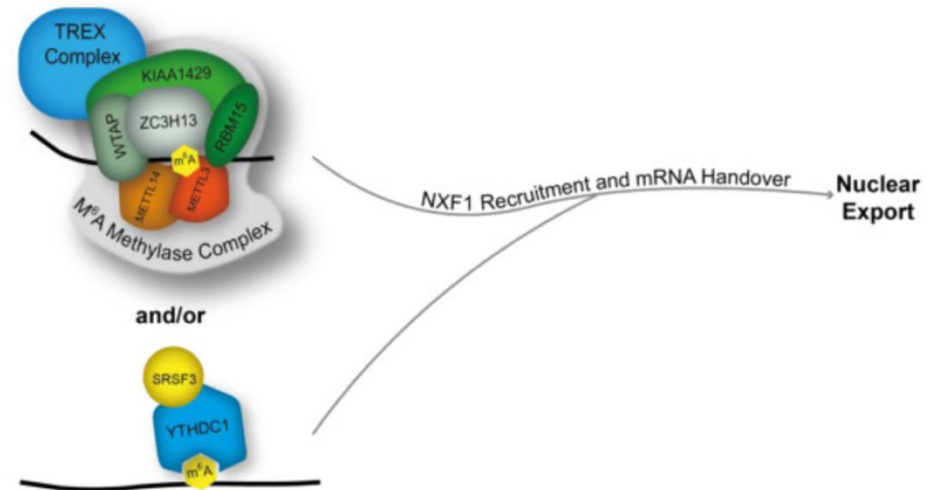 TREX
Complex
KIAA1429
WTAP
ZC3H13
RBM15
m⁶A
METTL14
METTL3
M⁶A Methylase Complex
NXF1 Recruitment and mRNA Handover
Nuclear
Export
and/or
SRSF3
YTHDC1
m⁶A